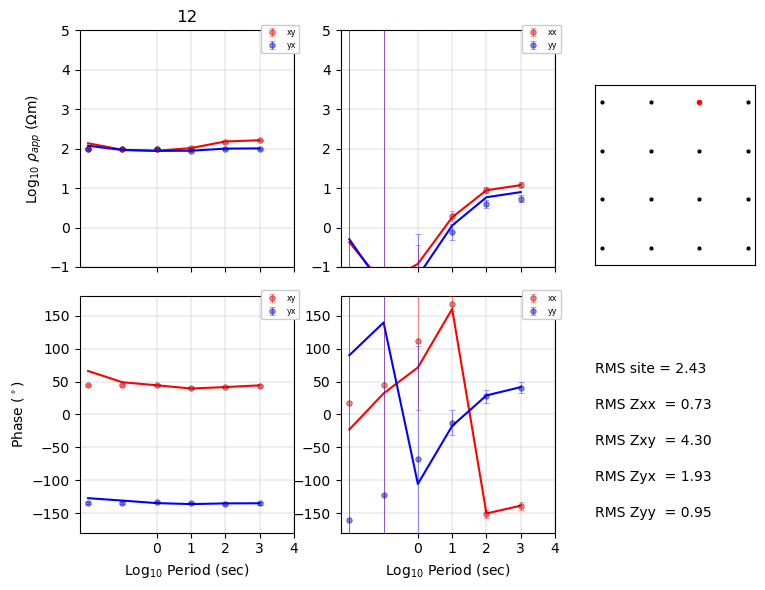 12
xy
yx
xx
yy
5
4
3
2
1
0
−1
Log₁₀ ρₐₚₚ (Ωm)
5
4
3
2
1
0
−1
xy
yx
xx
yy
150
100
50
0
−50
−100
−150
Phase (°)
150
100
50
0
−50
−100
−150
0 1 2 3 4
Log₁₀ Period (sec)
0 1 2 3 4
Log₁₀ Period (sec)
RMS site = 2.43
RMS Zxx = 0.73
RMS Zxy = 4.30
RMS Zyx = 1.93
RMS Zyy = 0.95